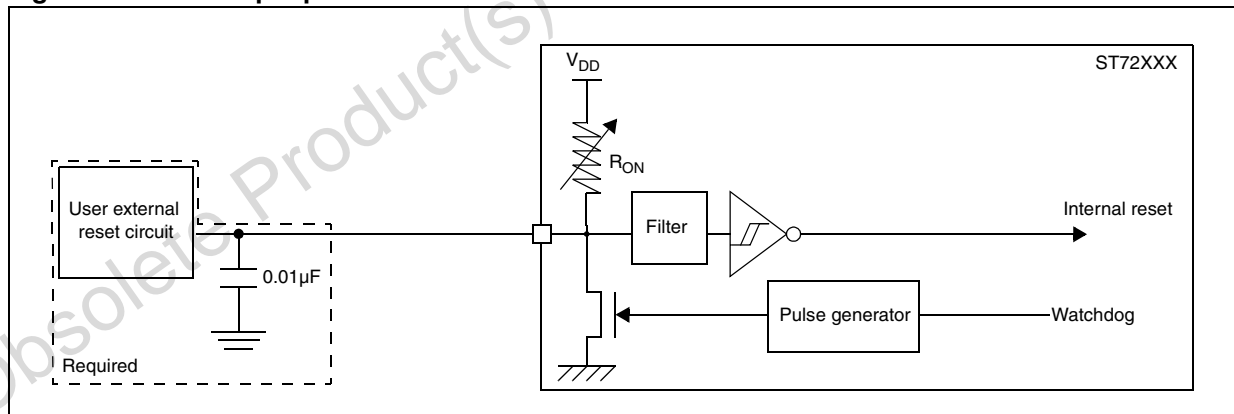 V_DD
ST72XXX
R_ON
User external
reset circuit
Filter
Internal reset
0.01µF
Pulse generator
Watchdog
Required
Obsolete Product(s)